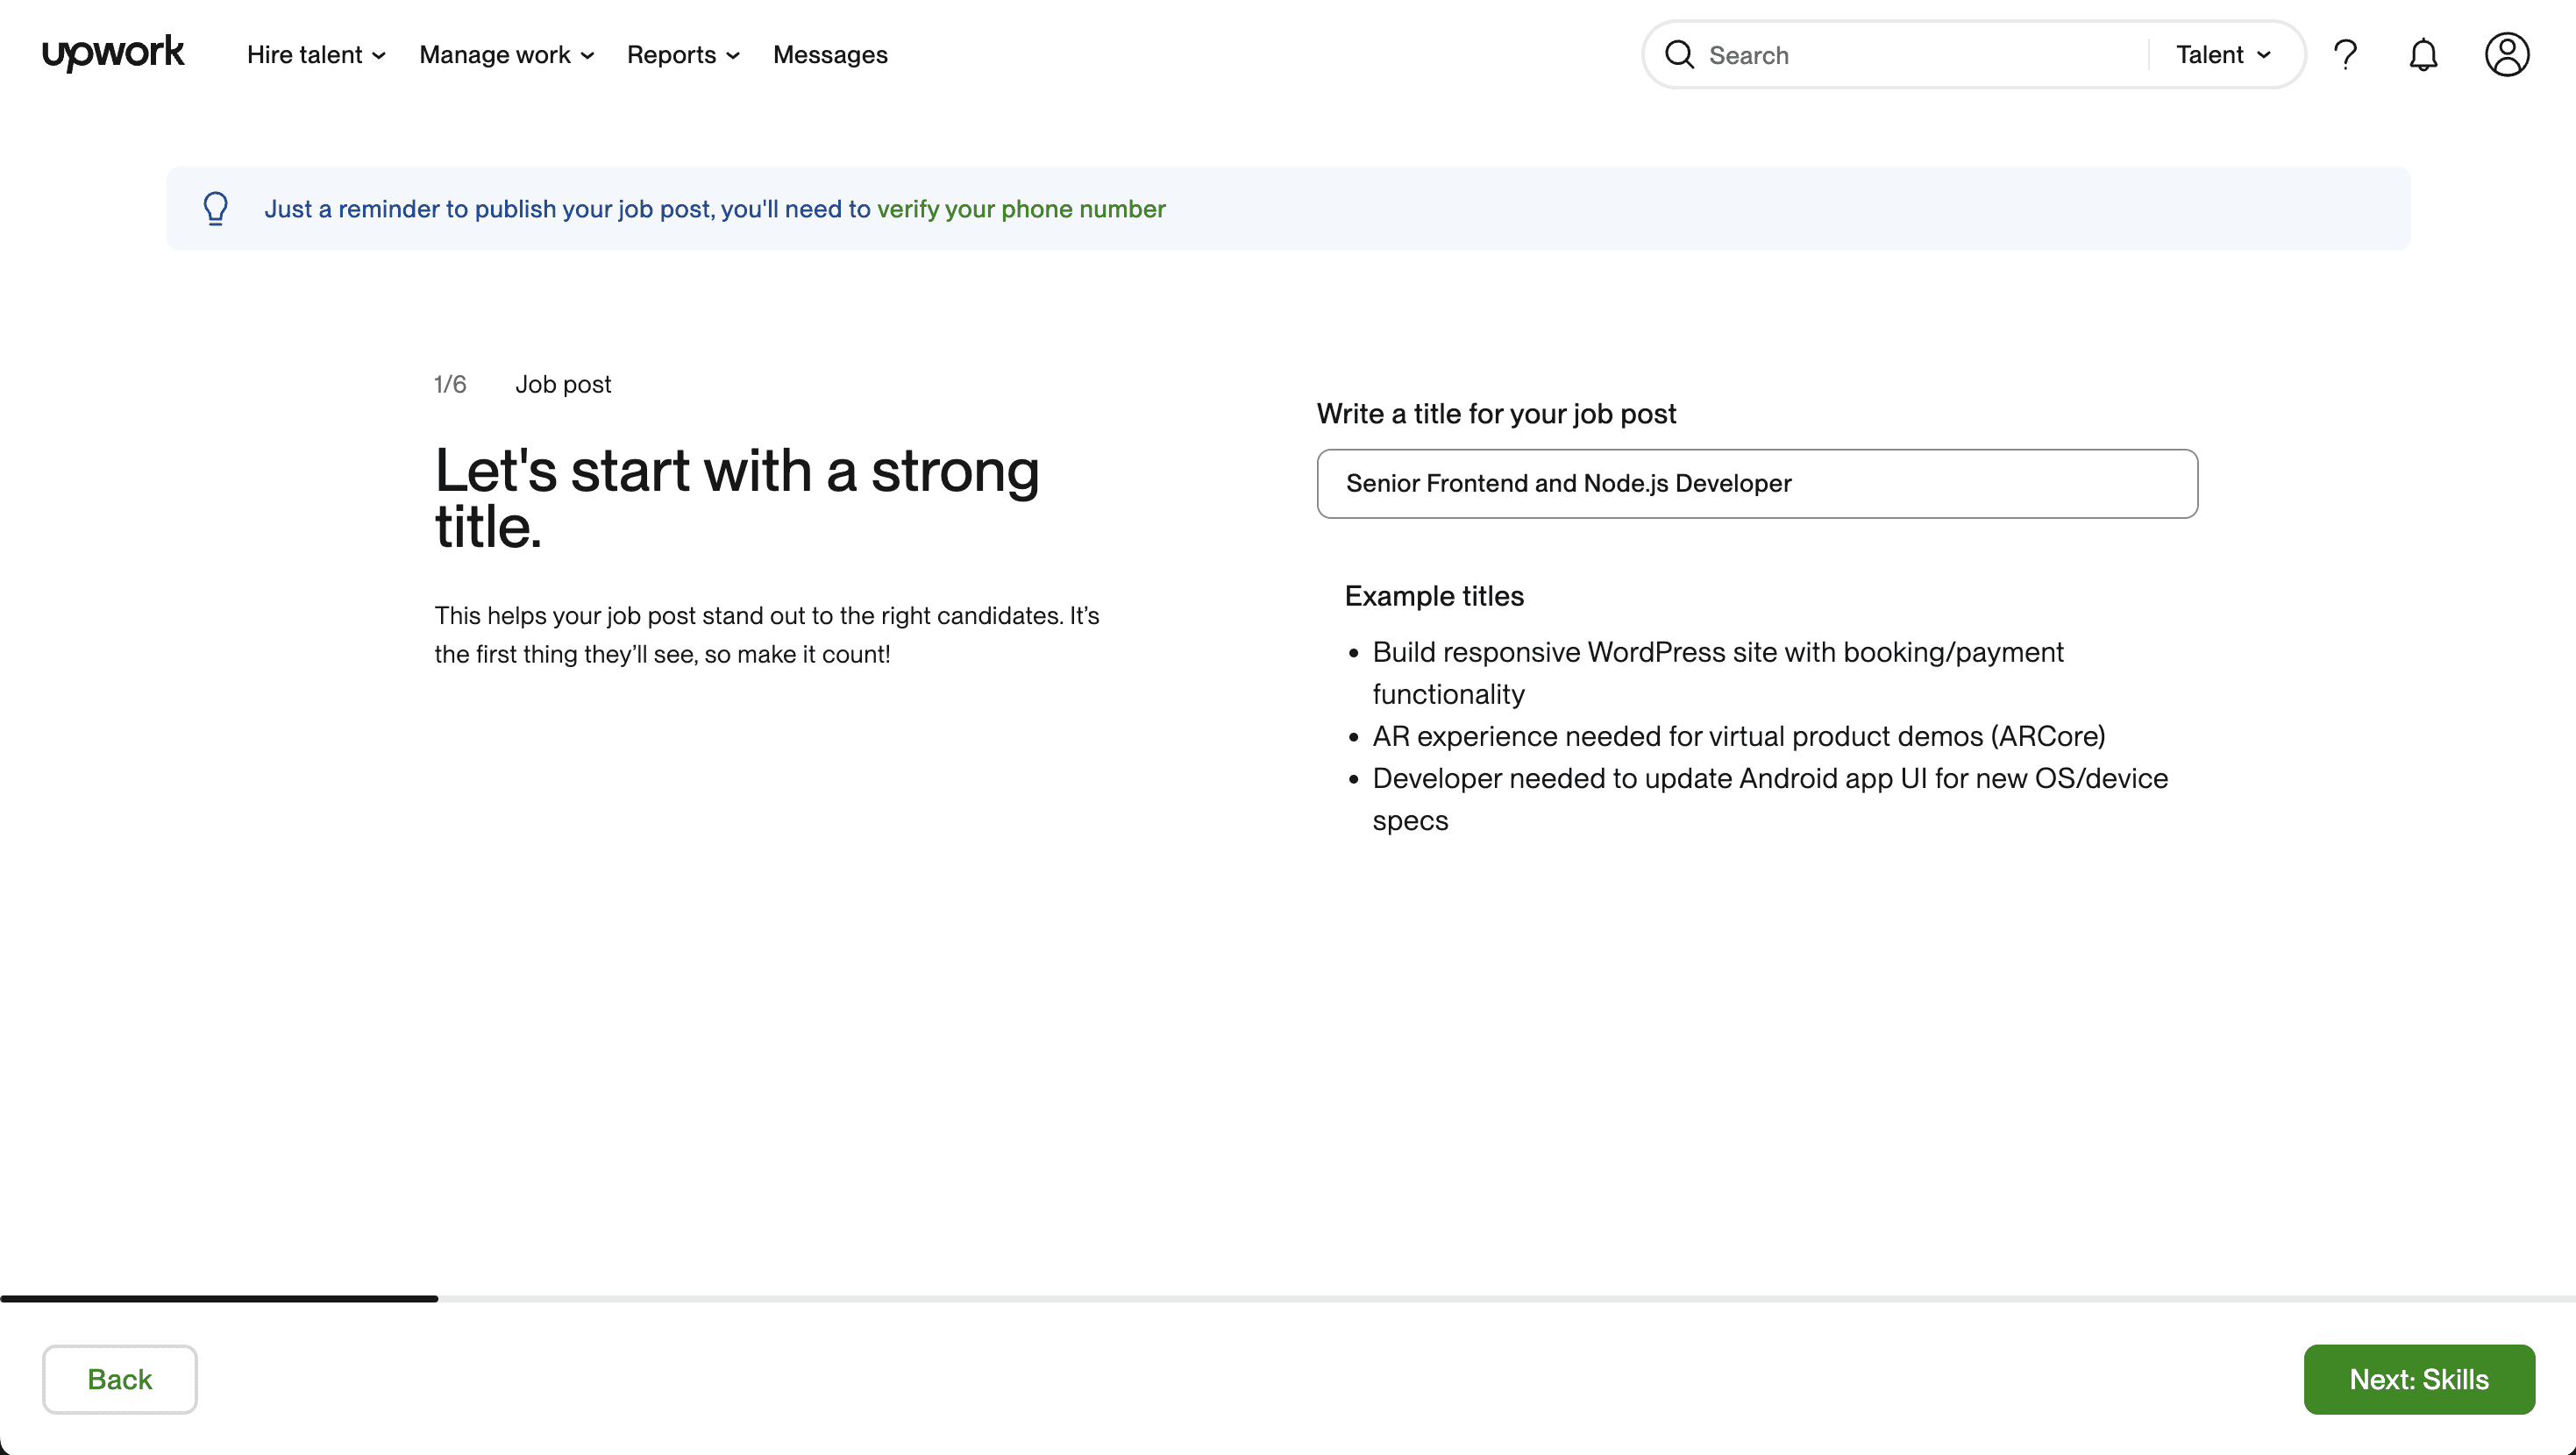 upwork
Hire talent
Manage work
Reports
Messages
Search
Talent
Just a reminder to publish your job post, you'll need to verify your phone number
1/6 Job post
Let's start with a strong
title.
This helps your job post stand out to the right candidates. It’s
the first thing they’ll see, so make it count!
Write a title for your job post
Senior Frontend and Node.js Developer
Example titles
• Build responsive WordPress site with booking/payment
functionality
• AR experience needed for virtual product demos (ARCore)
• Developer needed to update Android app UI for new OS/device
specs
Back
Next: Skills